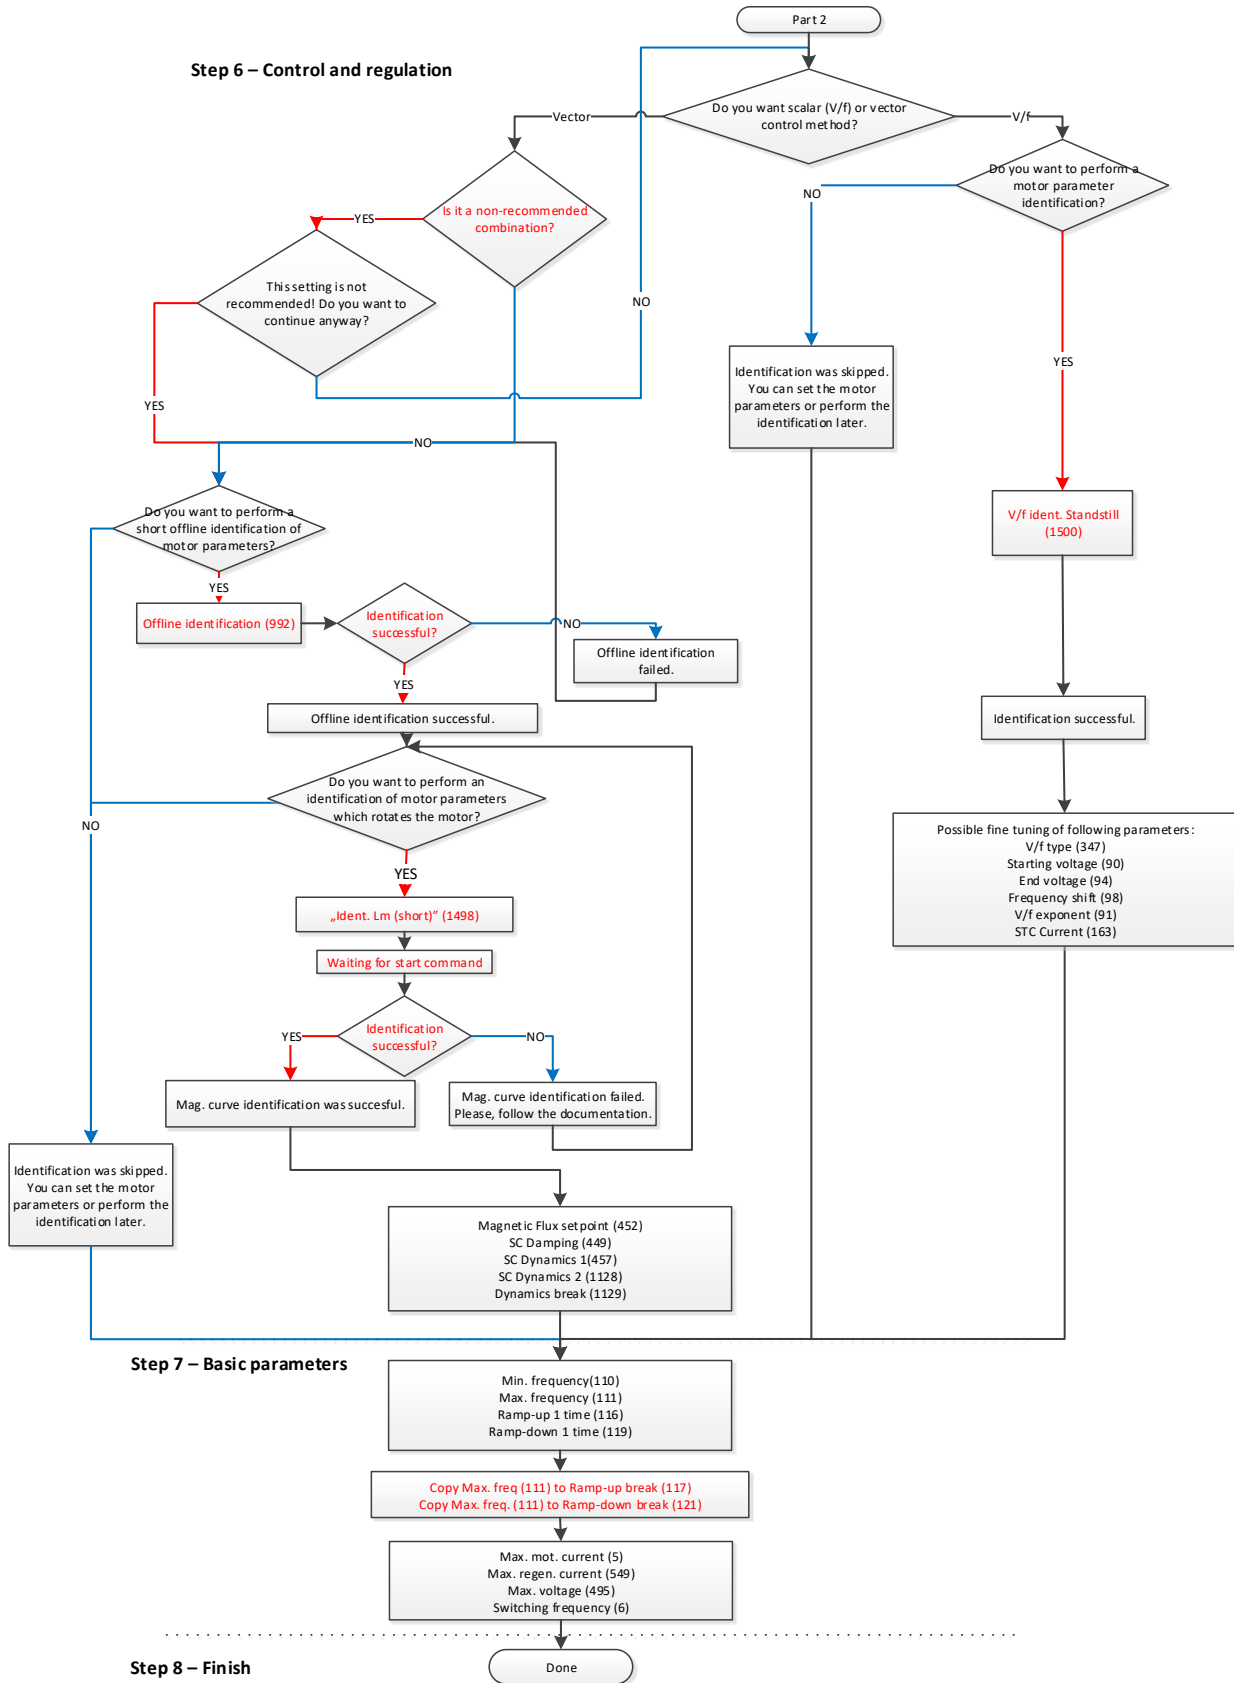 Part 2
Step 6 – Control and regulation
Do you want scalar (V/f) or vector
control method?
Vector
V/f
Do you want to perform a
motor parameter
identification?
NO
Is it a non-recommended
combination?
YES
This setting is not
recommended! Do you want to
continue anyway?
NO
YES
Identification was skipped.
You can set the motor
parameters or perform the
identification later.
YES
NO
Do you want to perform a
short offline identification of
motor parameters?
V/f ident. Standstill
(1500)
YES
Offline identification (992)
Identification
successful?
NO
Offline identification
failed.
YES
Offline identification successful.
Identification successful.
Do you want to perform an
identification of motor parameters
which rotates the motor?
NO
YES
Possible fine tuning of following parameters:
V/f type (347)
Starting voltage (90)
End voltage (94)
Frequency shift (98)
V/f exponent (91)
STC Current (163)
„Ident. Lm (short)” (1498)
Waiting for start command
Identification
successful?
YES
NO
Mag. curve identification was succesful.
Mag. curve identification failed.
Please, follow the documentation.
Identification was skipped.
You can set the motor
parameters or perform the
identification later.
Magnetic Flux setpoint (452)
SC Damping (449)
SC Dynamics 1(457)
SC Dynamics 2 (1128)
Dynamics break (1129)
Step 7 – Basic parameters
Min. frequency(110)
Max. frequency (111)
Ramp-up 1 time (116)
Ramp-down 1 time (119)
Copy Max. freq (111) to Ramp-up break (117)
Copy Max. freq. (111) to Ramp-down break (121)
Max. mot. current (5)
Max. regen. current (549)
Max. voltage (495)
Switching frequency (6)
Step 8 – Finish
Done